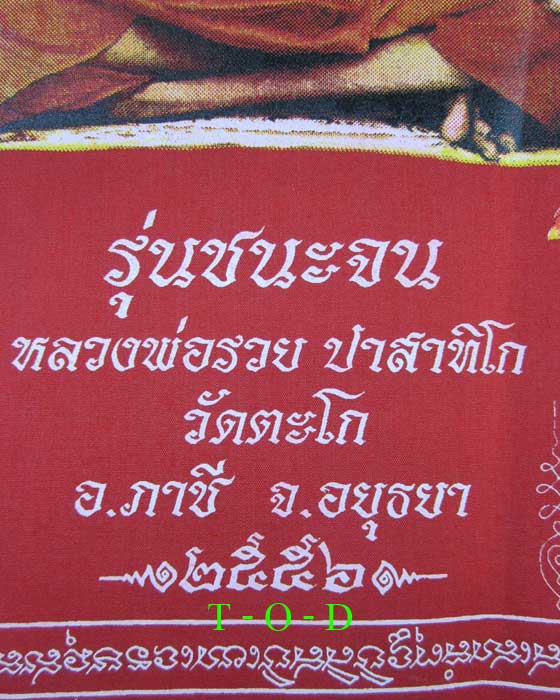 รุ่นชนะจน
หลวงพ่อรวย ปาสาทิโก
วัดตะโก
อ.ภาชี จ.อยุธยา
๒๕๕๖
T-O-D